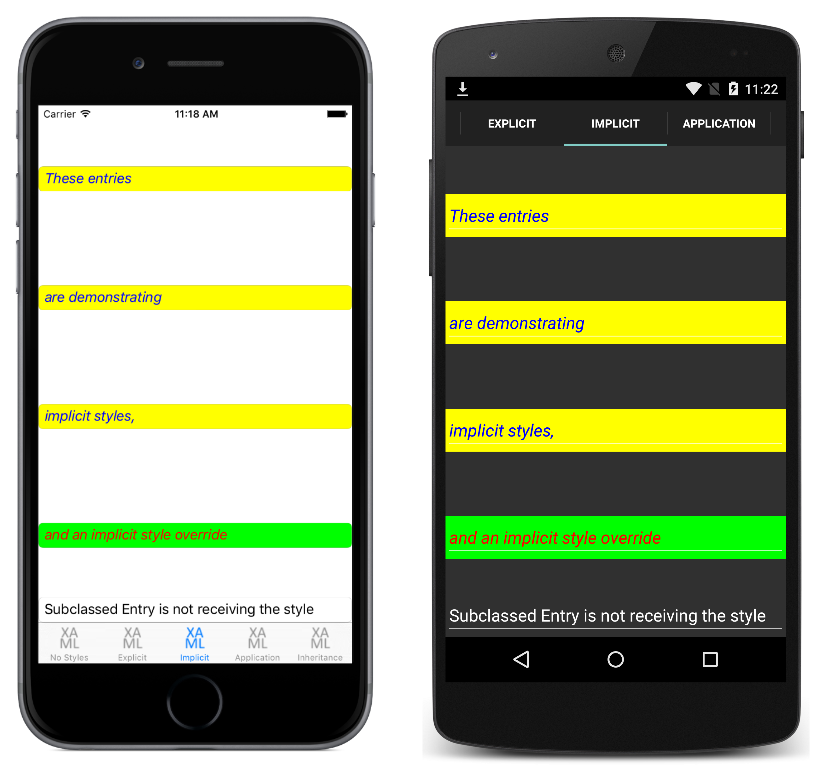 Carrier 11:18 AM
These entries
are demonstrating
implicit styles,
and an implicit style override
Subclassed Entry is not receiving the style
XA
ML
XA
ML
XA
ML
XA
ML
XA
ML
No Styles Explicit Implicit Application Inheritance
11:22
EXPLICIT IMPLICIT APPLICATION
These entries
are demonstrating
implicit styles,
and an implicit style override
Subclassed Entry is not receiving the style